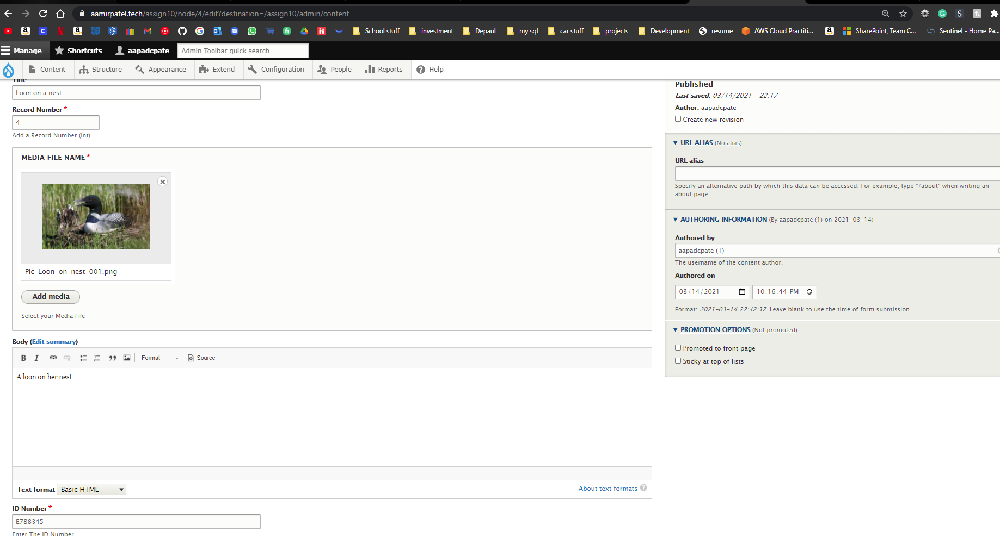 aamirpatel.tech/assign10/node/4/edit?destination=/assign10/admin/content
School stuff investment Depaul my sql car stuff projects Development resume AWS Cloud Practiti... SharePoint, Team C... Sentinel - Home Pa...
Manage Shortcuts aapadcpate Admin Toolbar quick search
Content Structure Appearance Extend Configuration People Reports Help
Title
Loon on a nest
Record Number *
4
Add a Record Number (Int)
MEDIA FILE NAME *
Pic-Loon-on-nest-001.png
Add media
Select your Media File
Body (Edit summary)
B I Format Source
A loon on her nest
Text format Basic HTML About text formats ?
ID Number *
E788345
Enter The ID Number
Published
Last saved: 03/14/2021 - 22:17
Author: aapadcpate
Create new revision
URL ALIAS (No alias)
URL alias
Specify an alternative path by which this data can be accessed. For example, type "/about" when writing an
about page.
AUTHORING INFORMATION (By aapadcpate (1) on 2021-03-14)
Authored by
aapadcpate (1)
The username of the content author.
Authored on
03/14/2021 10:16:44 PM
Format: 2021-03-14 22:42:37. Leave blank to use the time of form submission.
PROMOTION OPTIONS (Not promoted)
Promoted to front page
Sticky at top of lists